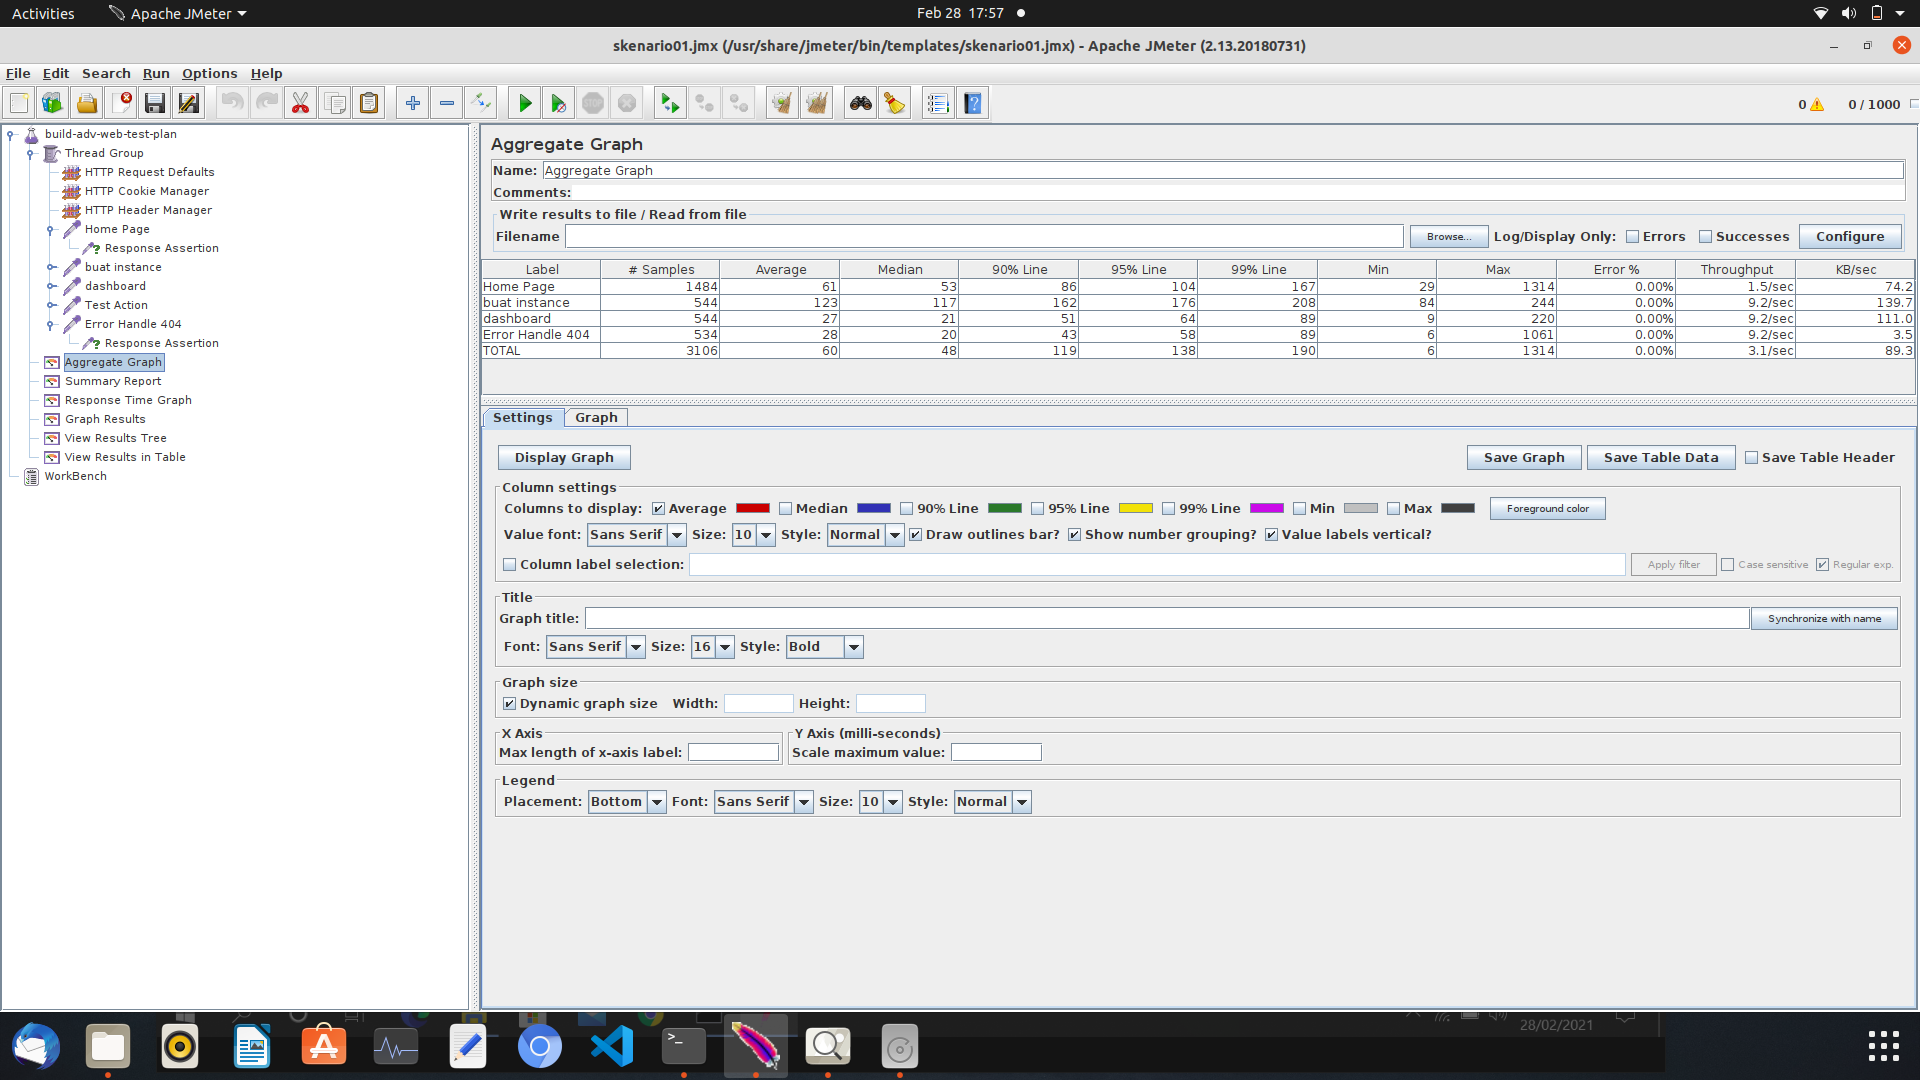 Activities Apache JMeter Feb 28 17:57
skenario01.jmx (/usr/share/jmeter/bin/templates/skenario01.jmx) - Apache JMeter (2.13.20180731)
File Edit Search Run Options Help
0 0 / 1000
build-adv-web-test-plan
Thread Group
HTTP Request Defaults
HTTP Cookie Manager
HTTP Header Manager
Home Page
Response Assertion
buat instance
dashboard
Test Action
Error Handle 404
Response Assertion
Aggregate Graph
Summary Report
Response Time Graph
Graph Results
View Results Tree
View Results in Table
WorkBench
Aggregate Graph
Name: Aggregate Graph
Comments:
Write results to file / Read from file
Filename Browse... Log/Display Only: Errors Successes Configure
Label # Samples Average Median 90% Line 95% Line 99% Line Min Max Error % Throughput KB/sec
Home Page 1484 61 53 86 104 167 29 1314 0.00% 1.5/sec 74.2
buat instance 544 123 117 162 176 208 84 244 0.00% 9.2/sec 139.7
dashboard 544 27 21 51 64 89 9 220 0.00% 9.2/sec 111.0
Error Handle 404 534 28 20 43 58 89 6 1061 0.00% 9.2/sec 3.5
TOTAL 3106 60 48 119 138 190 6 1314 0.00% 3.1/sec 89.3
Settings Graph
Display Graph Save Graph Save Table Data Save Table Header
Column settings
Columns to display: Average Median 90% Line 95% Line 99% Line Min Max Foreground color
Value font: Sans Serif Size: 10 Style: Normal Draw outlines bar? Show number grouping? Value labels vertical?
Column label selection: Apply filter Case sensitive Regular exp.
Title
Graph title: Synchronize with name
Font: Sans Serif Size: 16 Style: Bold
Graph size
Dynamic graph size Width: Height:
X Axis Y Axis (milli-seconds)
Max length of x-axis label: Scale maximum value:
Legend
Placement: Bottom Font: Sans Serif Size: 10 Style: Normal
28/02/2021